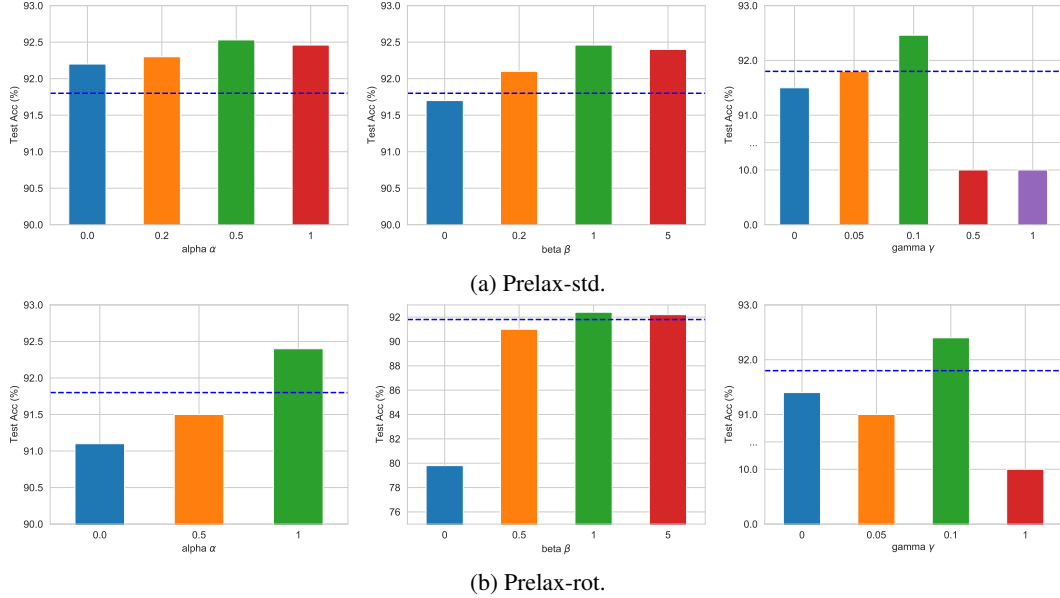 93.0
92.5
92.0
91.5
91.0
90.5
90.0
Test Acc (%)
0.0 0.2 0.5 1
alpha α
93.0
92.5
92.0
91.5
91.0
90.5
90.0
Test Acc (%)
0 0.2 1 5
beta β
93.0
92.0
91.0
...
10.0
0.0
Test Acc (%)
0 0.05 0.1 0.5 1
gamma γ
(a) Prelax-std.
93.0
92.5
92.0
91.5
91.0
90.5
90.0
Test Acc (%)
0.0 0.5 1
alpha α
92
90
88
86
84
82
80
78
76
Test Acc (%)
0 0.5 1 5
beta β
93.0
92.0
91.0
...
10.0
0.0
Test Acc (%)
0 0.05 0.1 1
gamma γ
(b) Prelax-rot.